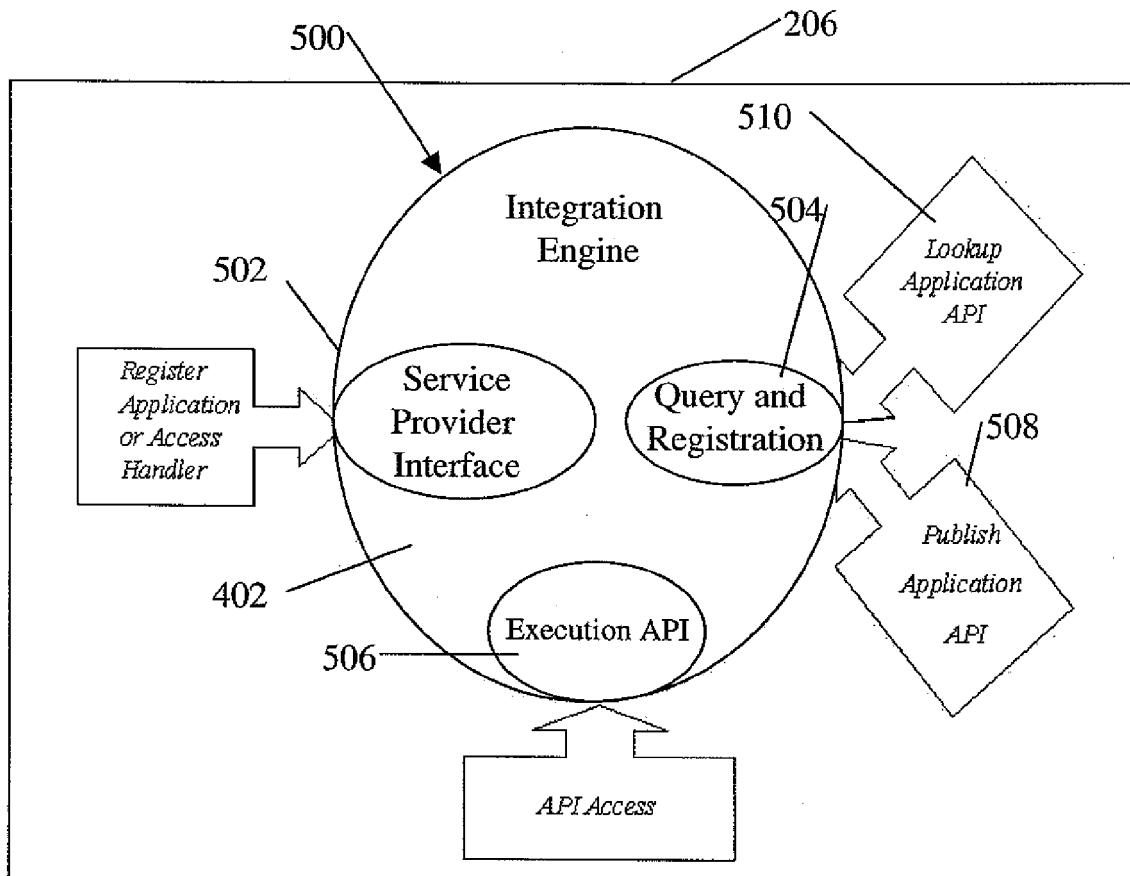 500
206
510
Integration
Engine
504
Lookup
Application
API
502
Register
Application
or Access
Handler
Service
Provider
Interface
Query and
Registration
508
Publish
Application
API
402
Execution API
506
API Access